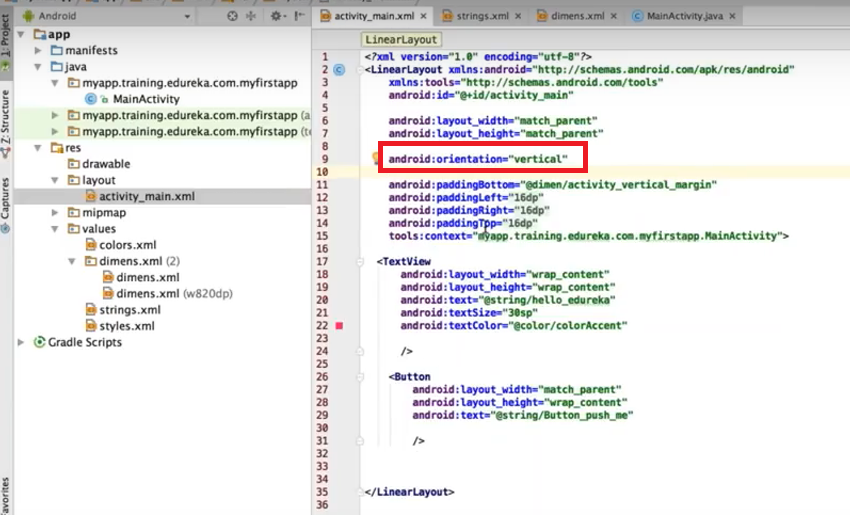 1: Project
Z: Structure
Captures
Favorites
Android
app
manifests
java
myapp.training.edureka.com.myfirstapp
MainActivity
myapp.training.edureka.com.myfirstapp (a
myapp.training.edureka.com.myfirstapp (te
res
drawable
layout
activity_main.xml
mipmap
values
colors.xml
dimens.xml (2)
dimens.xml
dimens.xml (w820dp)
strings.xml
styles.xml
Gradle Scripts
activity_main.xml × strings.xml × dimens.xml × MainActivity.java ×
LinearLayout
1 <?xml version="1.0" encoding="utf-8"?>
2 <LinearLayout xmlns:android="http://schemas.android.com/apk/res/android"
3 xmlns:tools="http://schemas.android.com/tools"
4 android:id="@+id/activity_main"
5
6 android:layout_width="match_parent"
7 android:layout_height="match_parent"
8
9 android:orientation="vertical"
10
11 android:paddingBottom="@dimen/activity_vertical_margin"
12 android:paddingLeft="16dp"
13 android:paddingRight="16dp"
14 android:paddingTop="16dp"
15 tools:context="myapp.training.edureka.com.myfirstapp.MainActivity">
16
17 <TextView
18 android:layout_width="wrap_content"
19 android:layout_height="wrap_content"
20 android:text="@string/hello_edureka"
21 android:textSize="30sp"
22 android:textColor="@color/colorAccent"
23
24 />
25
26 <Button
27 android:layout_width="match_parent"
28 android:layout_height="wrap_content"
29 android:text="@string/Button_push_me"
30
31 />
32
33
34
35 </LinearLayout>
36